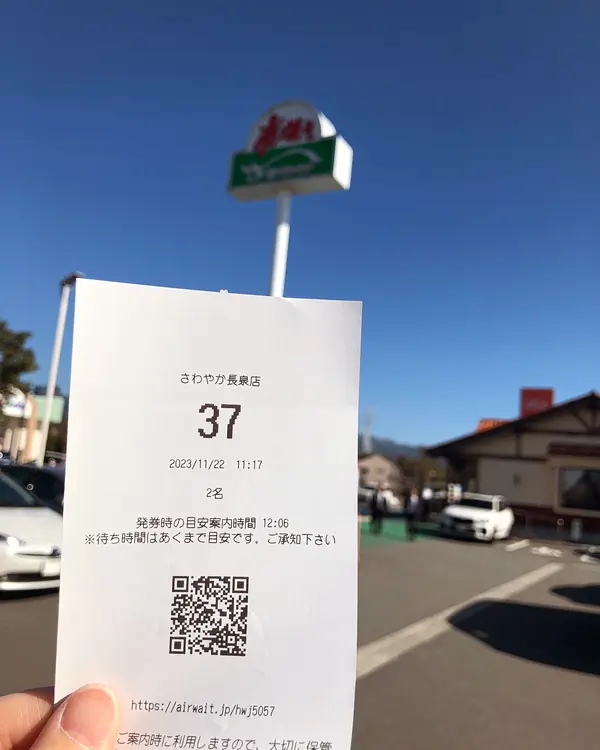 さわやか長泉店
37
2023/11/22 11:17
2名
発券時の目安案内時間 12:06
※待ち時間はあくまで目安です。ご承知下さい
https://airwait.jp/hwj5057
ご案内時に利用しますので、大切に保管